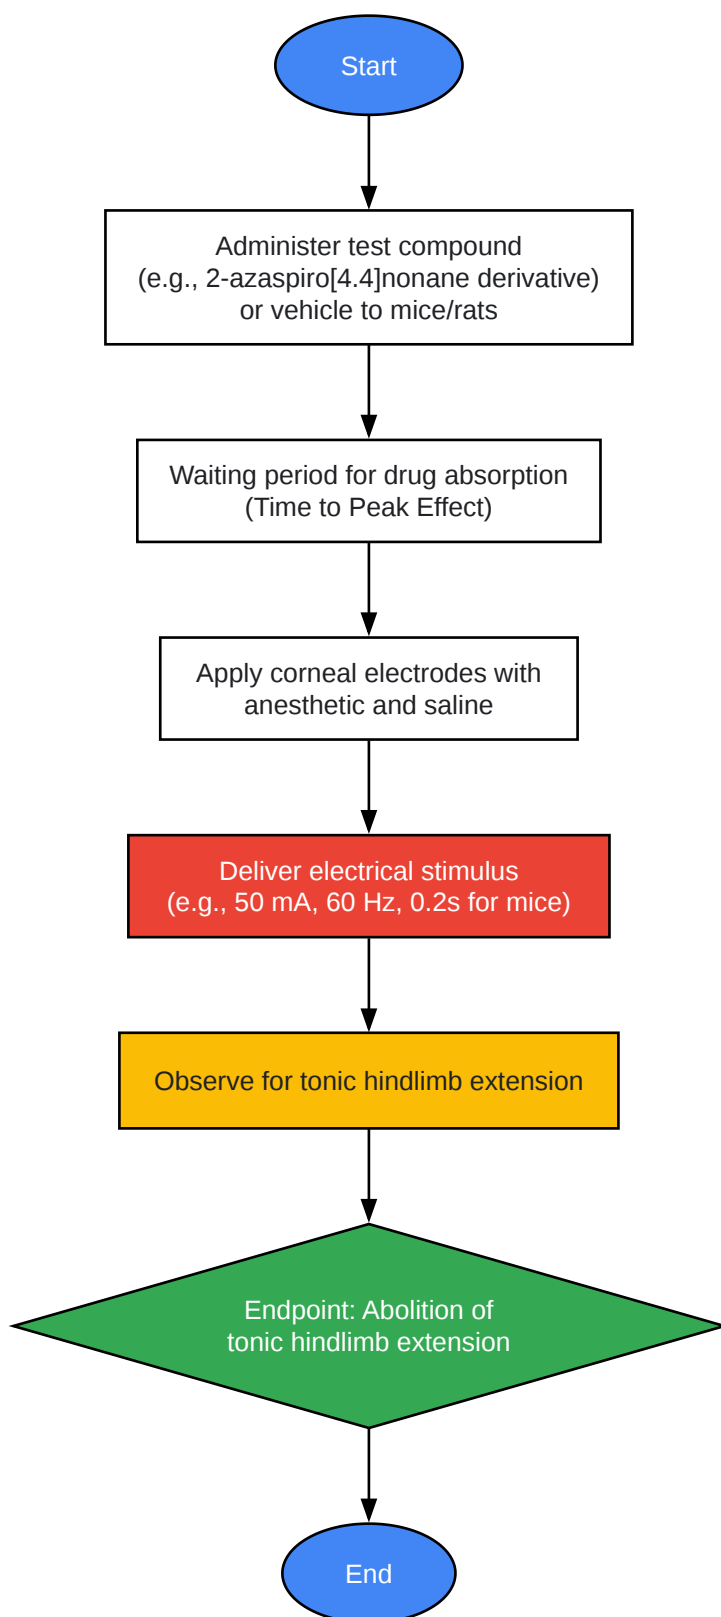 Start
Administer test compound
(e.g., 2-azaspiro[4.4]nonane derivative)
or vehicle to mice/rats
Waiting period for drug absorption
(Time to Peak Effect)
Apply corneal electrodes with
anesthetic and saline
Deliver electrical stimulus
(e.g., 50 mA, 60 Hz, 0.2s for mice)
Observe for tonic hindlimb extension
Endpoint: Abolition of
tonic hindlimb extension
End